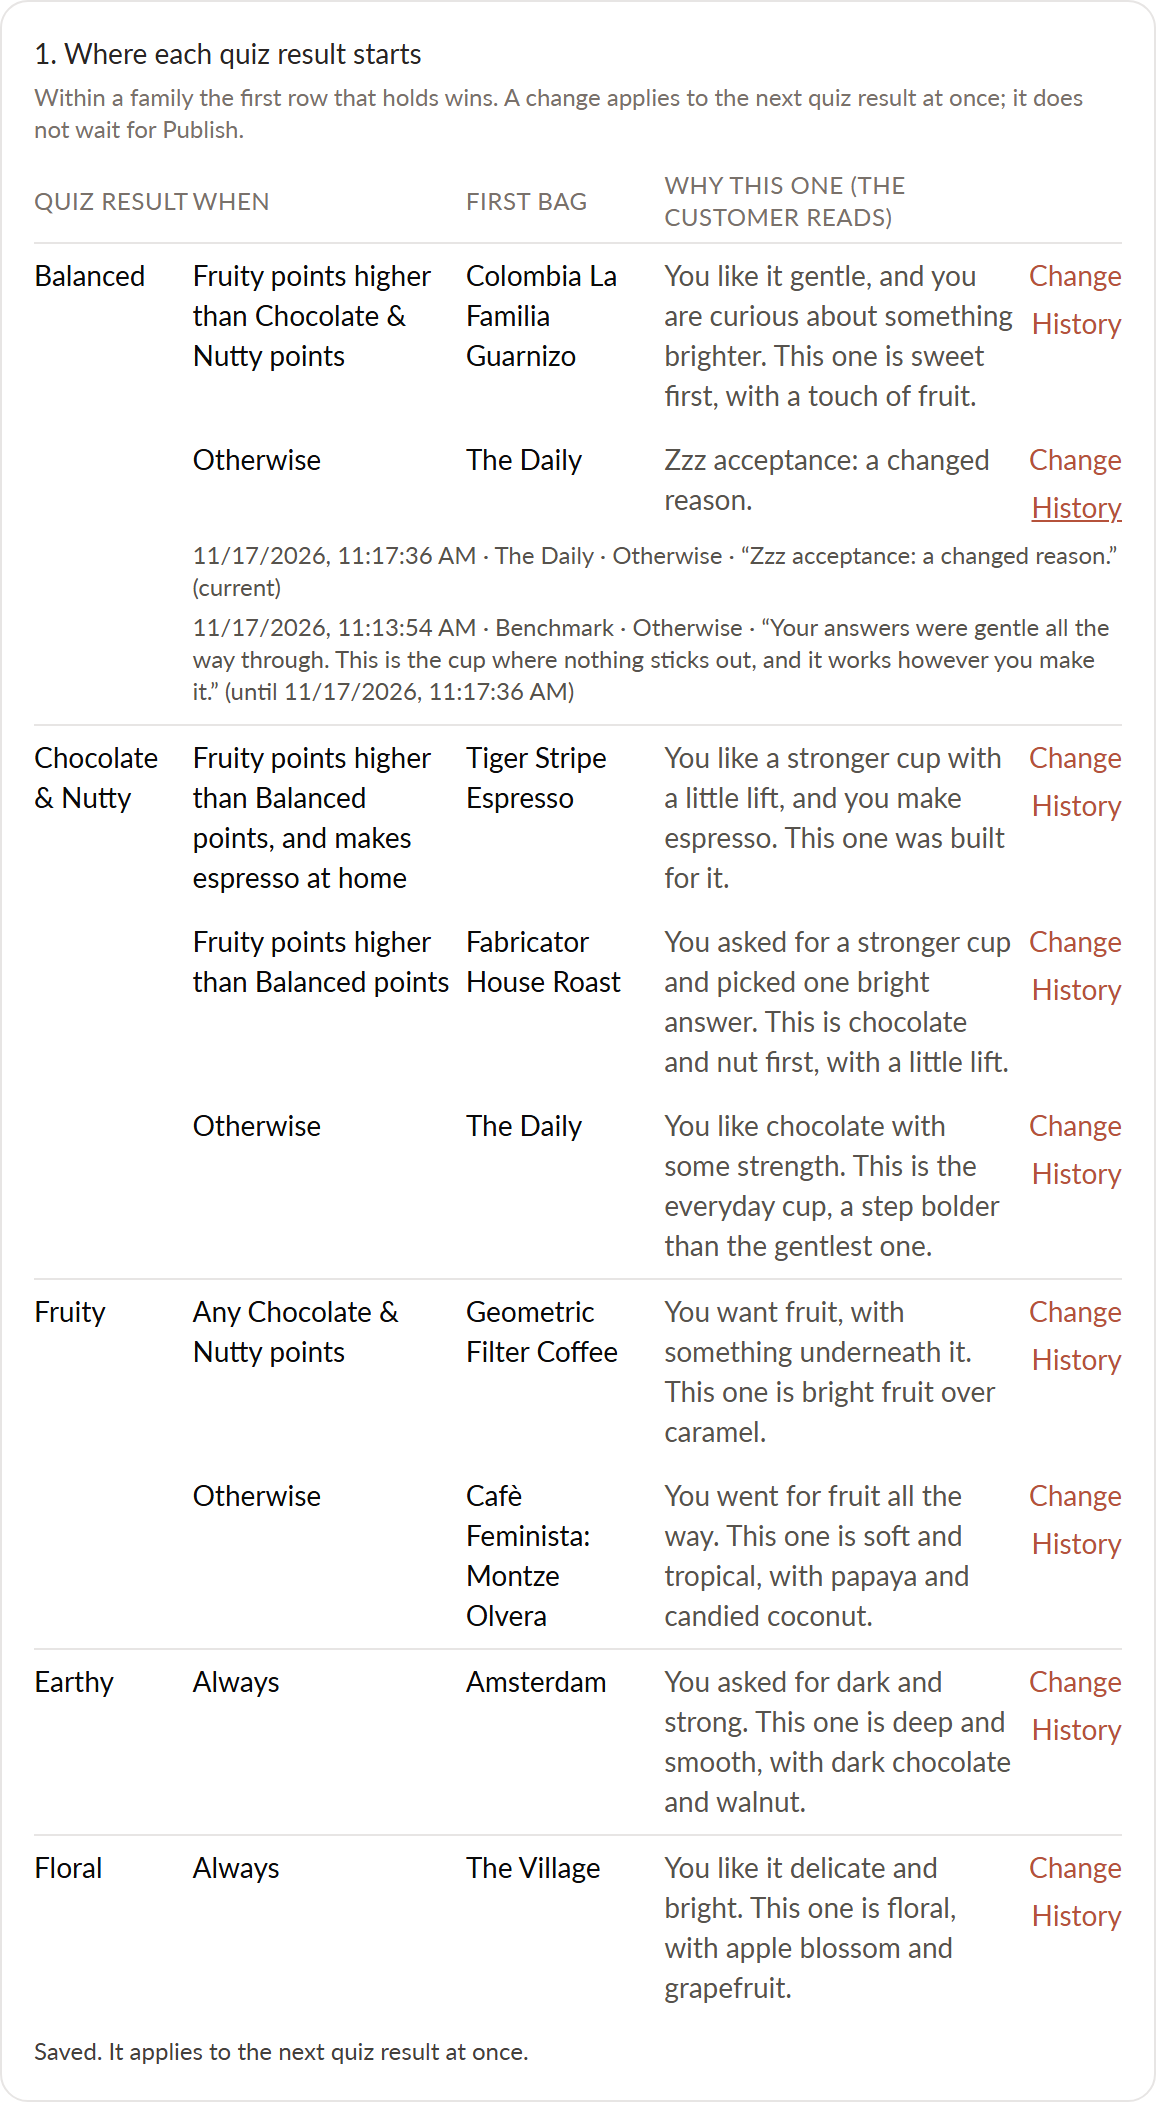 1. Where each quiz result starts
Within a family the first row that holds wins. A change applies to the next quiz result at once; it does
not wait for Publish.
QUIZ RESULT WHEN FIRST BAG WHY THIS ONE (THE
CUSTOMER READS)
Balanced Fruity points higher Colombia La You like it gentle, and you Change
than Chocolate & Familia are curious about something History
Nutty points Guarnizo brighter. This one is sweet
first, with a touch of fruit.
Otherwise The Daily Zzz acceptance: a changed Change
reason. History
11/17/2026, 11:17:36 AM · The Daily · Otherwise · “Zzz acceptance: a changed reason.”
(current)
11/17/2026, 11:13:54 AM · Benchmark · Otherwise · “Your answers were gentle all the
way through. This is the cup where nothing sticks out, and it works however you make
it.” (until 11/17/2026, 11:17:36 AM)
Chocolate Fruity points higher Tiger Stripe You like a stronger cup with Change
& Nutty than Balanced Espresso a little lift, and you make History
points, and makes espresso. This one was built
espresso at home for it.
Fruity points higher Fabricator You asked for a stronger cup Change
than Balanced points House Roast and picked one bright History
answer. This is chocolate
and nut first, with a little lift.
Otherwise The Daily You like chocolate with Change
some strength. This is the History
everyday cup, a step bolder
than the gentlest one.
Fruity Any Chocolate & Geometric You want fruit, with Change
Nutty points Filter Coffee something underneath it. History
This one is bright fruit over
caramel.
Otherwise Cafè You went for fruit all the Change
Feminista: way. This one is soft and History
Montze tropical, with papaya and
Olvera candied coconut.
Earthy Always Amsterdam You asked for dark and Change
strong. This one is deep and History
smooth, with dark chocolate
and walnut.
Floral Always The Village You like it delicate and Change
bright. This one is floral, History
with apple blossom and
grapefruit.
Saved. It applies to the next quiz result at once.